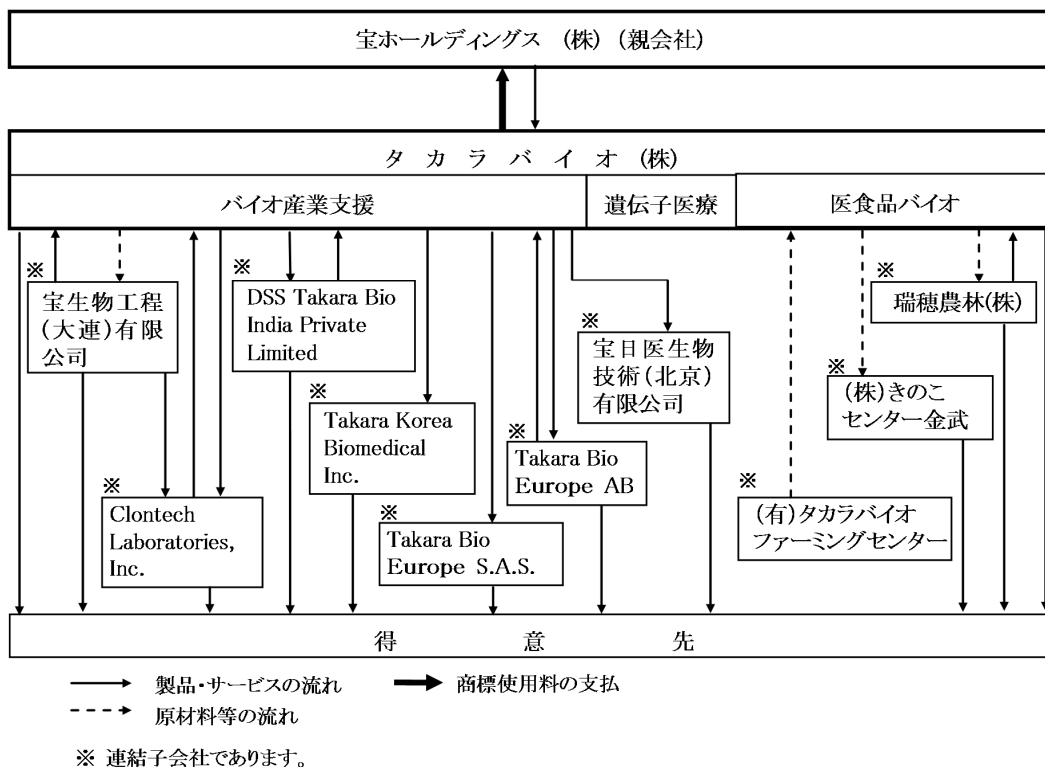 宝ホールディングス (株) (親会社)
タ カ ラ バ イ オ (株)
バイオ産業支援
遺伝子医療
医食品バイオ
※
宝生物工程
(大連)有限
公司
※
DSS Takara Bio
India Private
Limited
※
瑞穂農林(株)
※
宝日医生物
技術(北京)
有限公司
※
(株)きのこ
センター金武
※
Takara Korea
Biomedical
Inc.
※
Takara Bio
Europe AB
※
Clontech
Laboratories,
Inc.
※
Takara Bio
Europe S.A.S.
※
(有)タカラバイオ
ファーミングセンター
得 意 先
製品・サービスの流れ
商標使用料の支払
原材料等の流れ
※ 連結子会社であります。